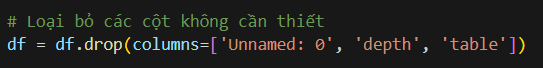 # Loại bỏ các cột không cần thiết
df = df.drop(columns=['Unnamed: 0', 'depth', 'table'])